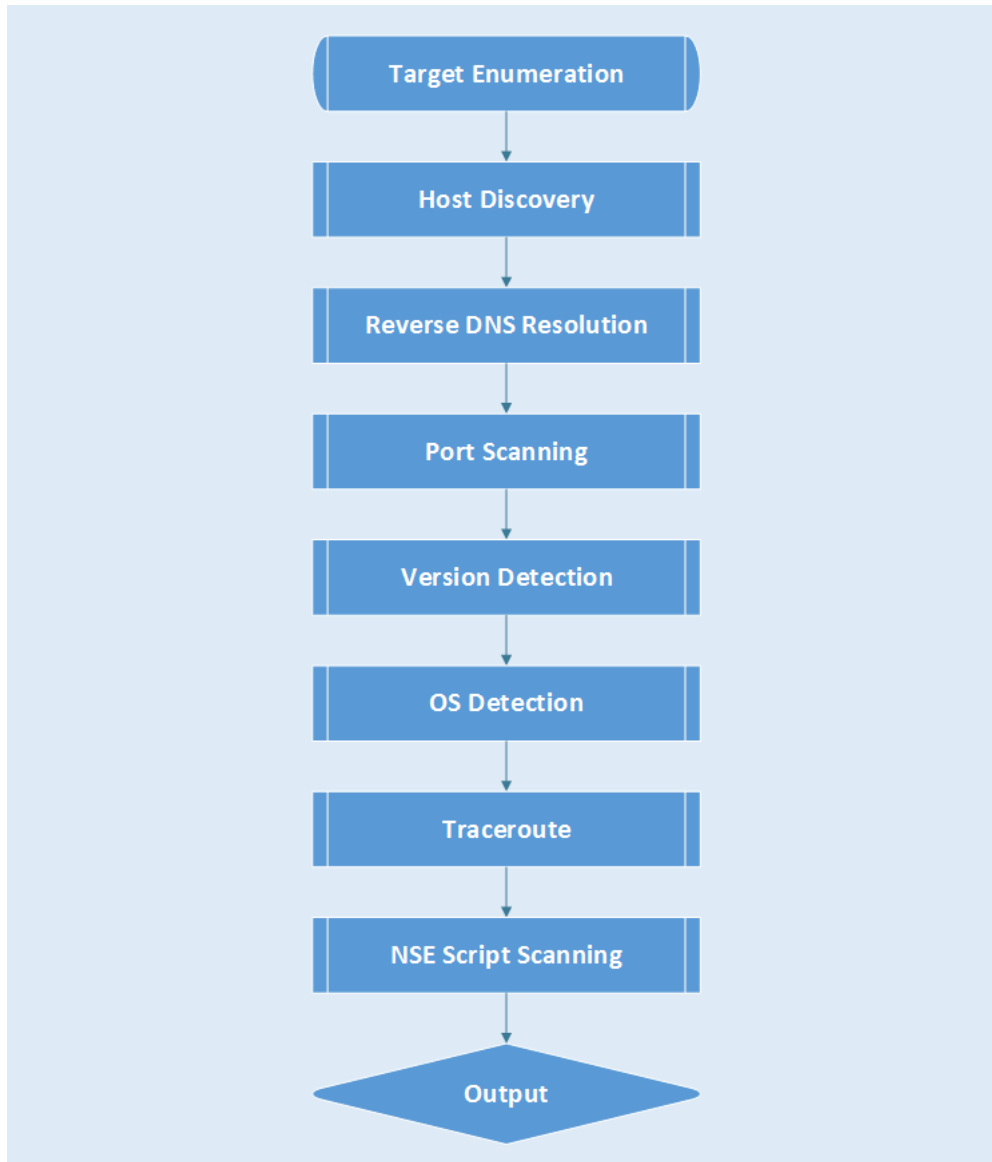 Target Enumeration
Host Discovery
Reverse DNS Resolution
Port Scanning
Version Detection
OS Detection
Traceroute
NSE Script Scanning
Output